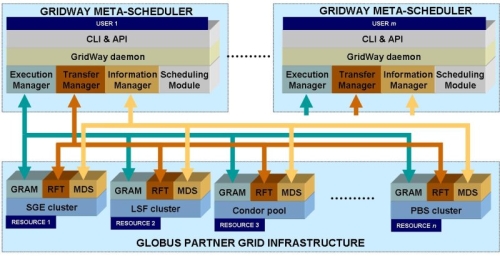 GRIDWAY META-SCHEDULER
USER 1
CLI & API
GridWay daemon
Execution Manager
Transfer Manager
Information Manager
Scheduling Module
GRIDWAY META-SCHEDULER
USER m
CLI & API
GridWay daemon
Execution Manager
Transfer Manager
Information Manager
Scheduling Module
GRAM RFT MDS
SGE cluster
RESOURCE 1
GRAM RFT MDS
LSF cluster
RESOURCE 2
GRAM RFT MDS
Condor pool
RESOURCE 3
GRAM RFT MDS
PBS cluster
RESOURCE n
GLOBUS PARTNER GRID INFRASTRUCTURE